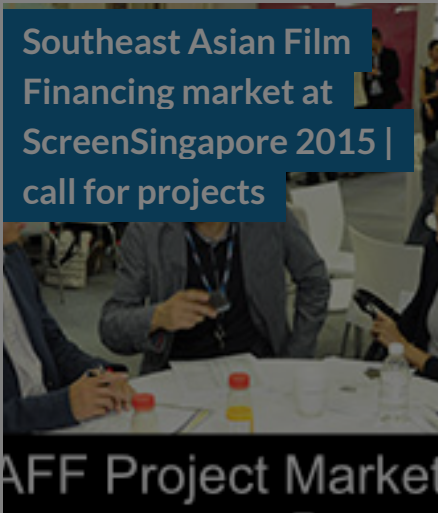 Southeast Asian Film
Financing market at
ScreenSingapore 2015 |
call for projects
AFF Project Market